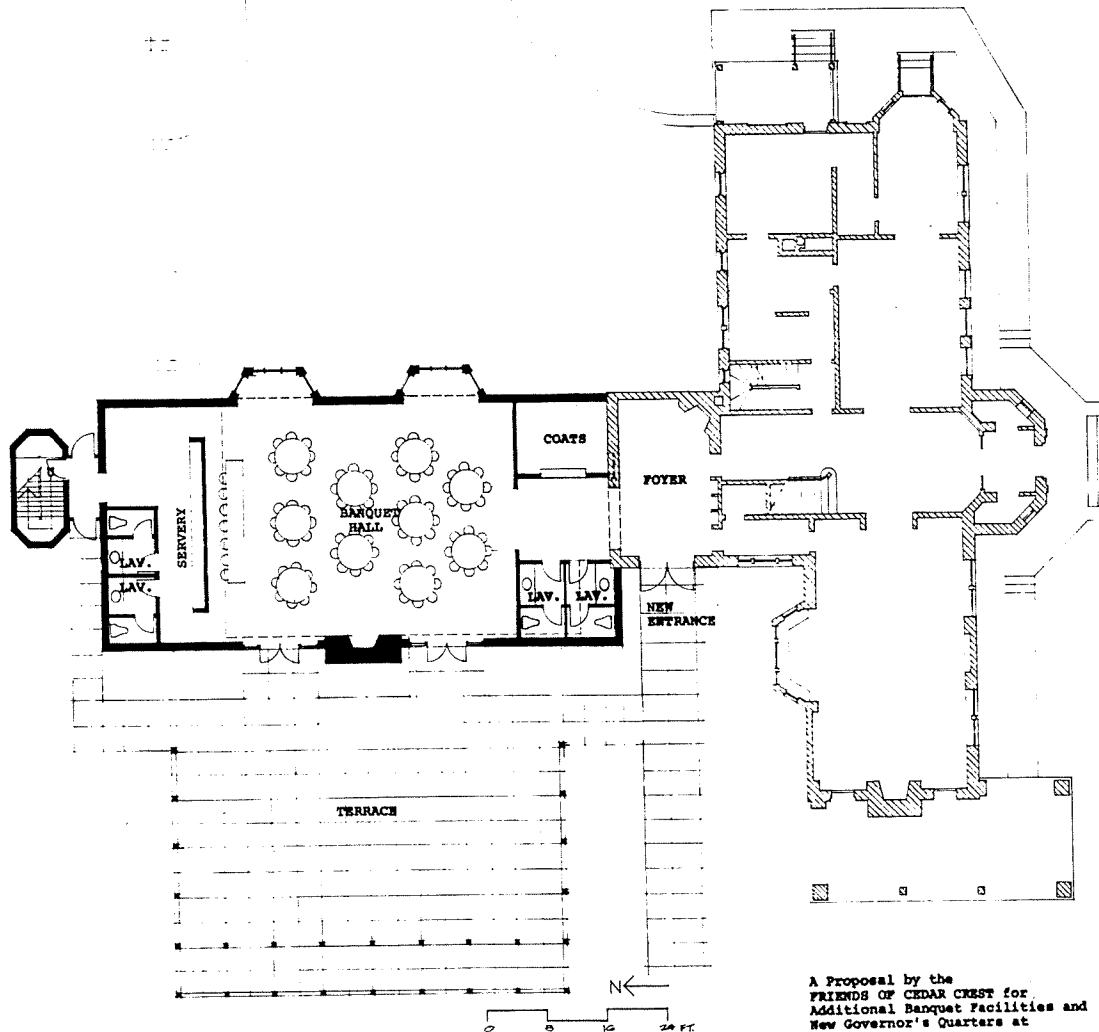 COATS
FOYER
BANQUET
HALL
SERVERY
LAV.
LAV.
LAV.
LAV.
NEW
ENTRANCE
TERRACE
N
0 8 16 24 FT.
A Proposal by the
FRIENDS OF CEDAR CREST for
Additional Banquet Facilities and
New Governor's Quarters at